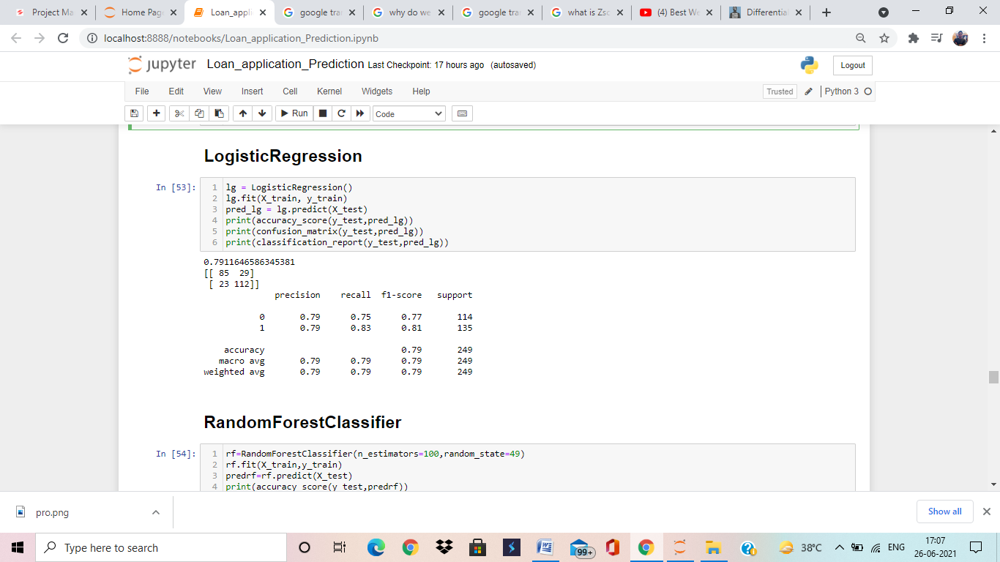 Project Ma
Home Pag
Loan_appli
google tra
why do we
google tra
what is Zsc
(4) Best We
Differentia
localhost:8888/notebooks/Loan_application_Prediction.ipynb
jupyter Loan_application_Prediction Last Checkpoint: 17 hours ago (autosaved)
Logout
File Edit View Insert Cell Kernel Widgets Help
Trusted Python 3
Run Code
LogisticRegression
In [53]:
1 lg = LogisticRegression()
2 lg.fit(X_train, y_train)
3 pred_lg = lg.predict(X_test)
4 print(accuracy_score(y_test,pred_lg))
5 print(confusion_matrix(y_test,pred_lg))
6 print(classification_report(y_test,pred_lg))
0.7911646586345381
[[ 85  29]
 [ 23 112]]
precision recall f1-score support
0 0.79 0.75 0.77 114
1 0.79 0.83 0.81 135
accuracy 0.79 249
macro avg 0.79 0.79 0.79 249
weighted avg 0.79 0.79 0.79 249
RandomForestClassifier
In [54]:
1 rf=RandomForestClassifier(n_estimators=100,random_state=49)
2 rf.fit(X_train,y_train)
3 predrf=rf.predict(X_test)
4 print(accuracy_score(y_test,predrf))
pro.png
Show all
Type here to search
99+
38°C
ENG
17:07
26-06-2021